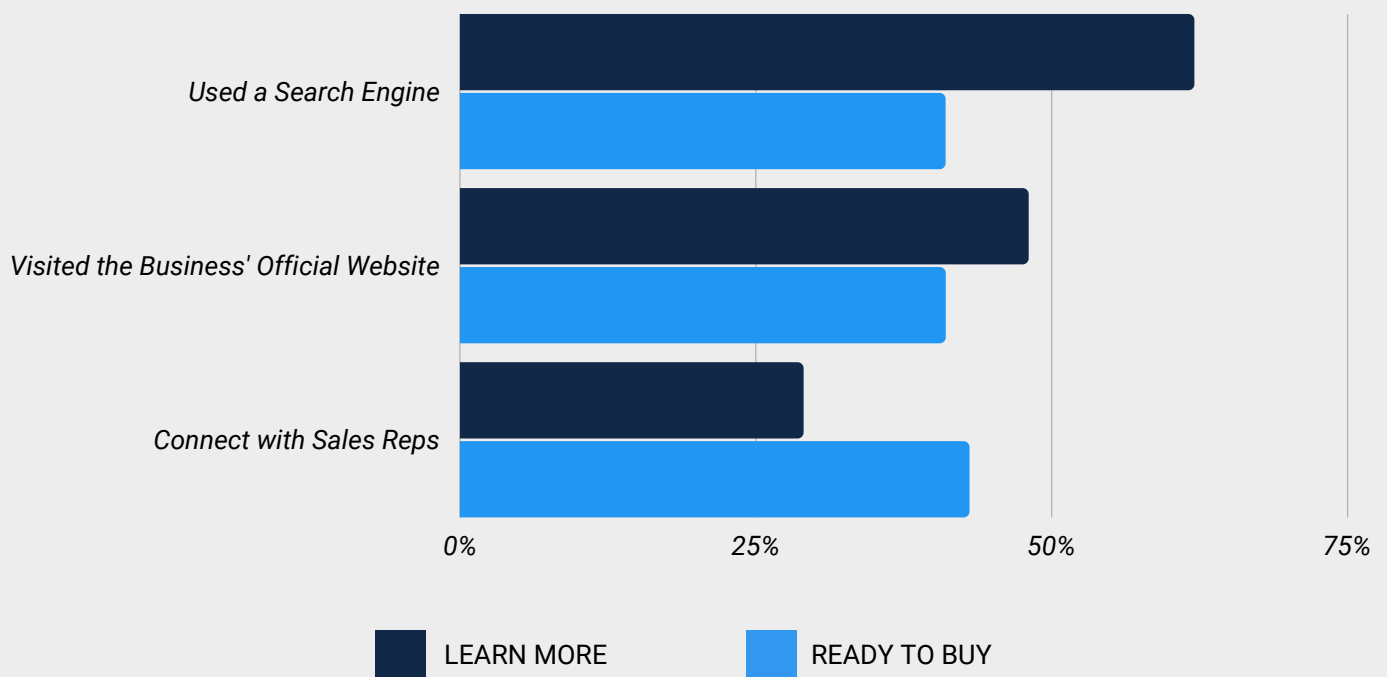 Used a Search Engine
Visited the Business' Official Website
Connect with Sales Reps
0% 25% 50% 75%
LEARN MORE READY TO BUY